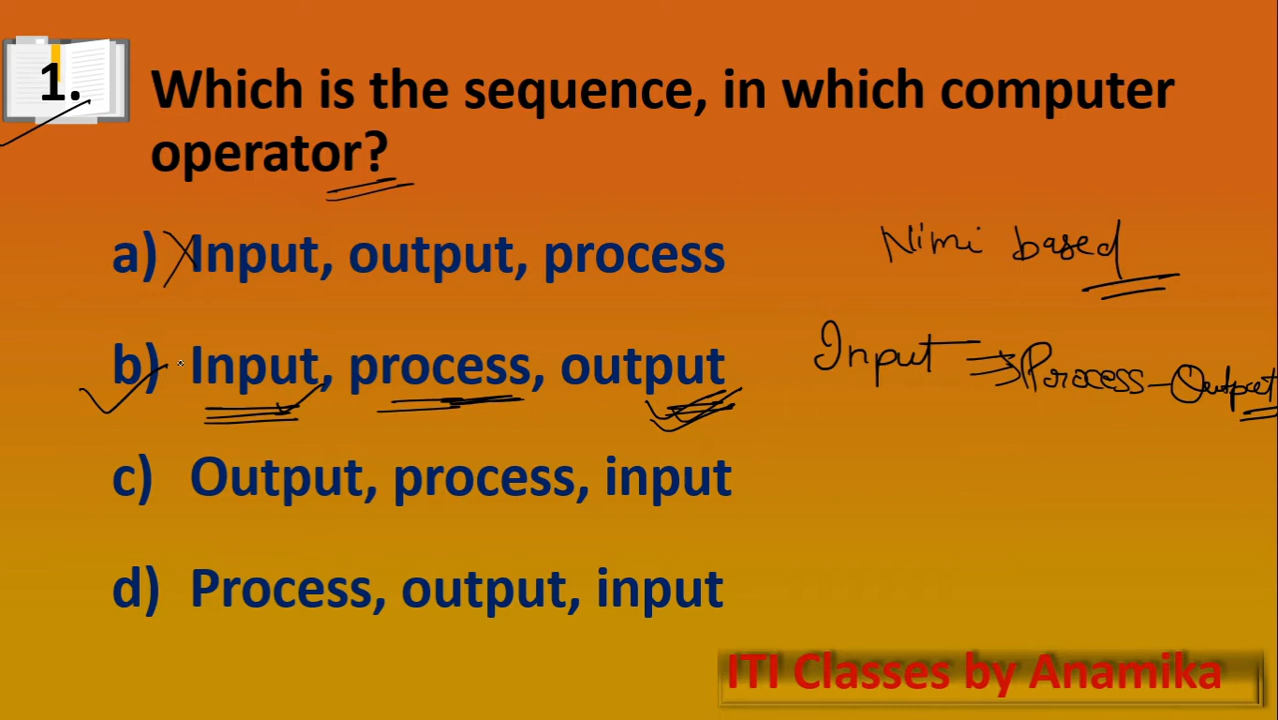 1.
Which is the sequence, in which computer
operator?
a) Input, output, process
Nimi based
b) Input, process, output
Input ⇒ Process - Output
c) Output, process, input
d) Process, output, input
ITI Classes by Anamika